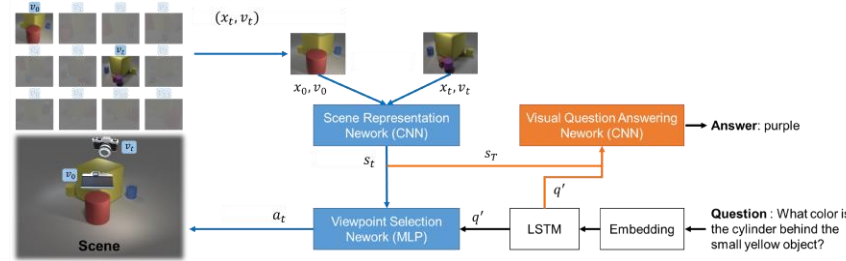 v₀
vₜ
(xₜ, vₜ)
x₀, v₀
xₜ, vₜ
Scene Representation
Nework (CNN)
Visual Question Answering
Nework (CNN)
Answer: purple
sₜ
s_T
q′
vₜ
v₀
Scene
aₜ
Viewpoint Selection
Nework (MLP)
q′
LSTM
Embedding
Question : What color is
the cylinder behind the
small yellow object?